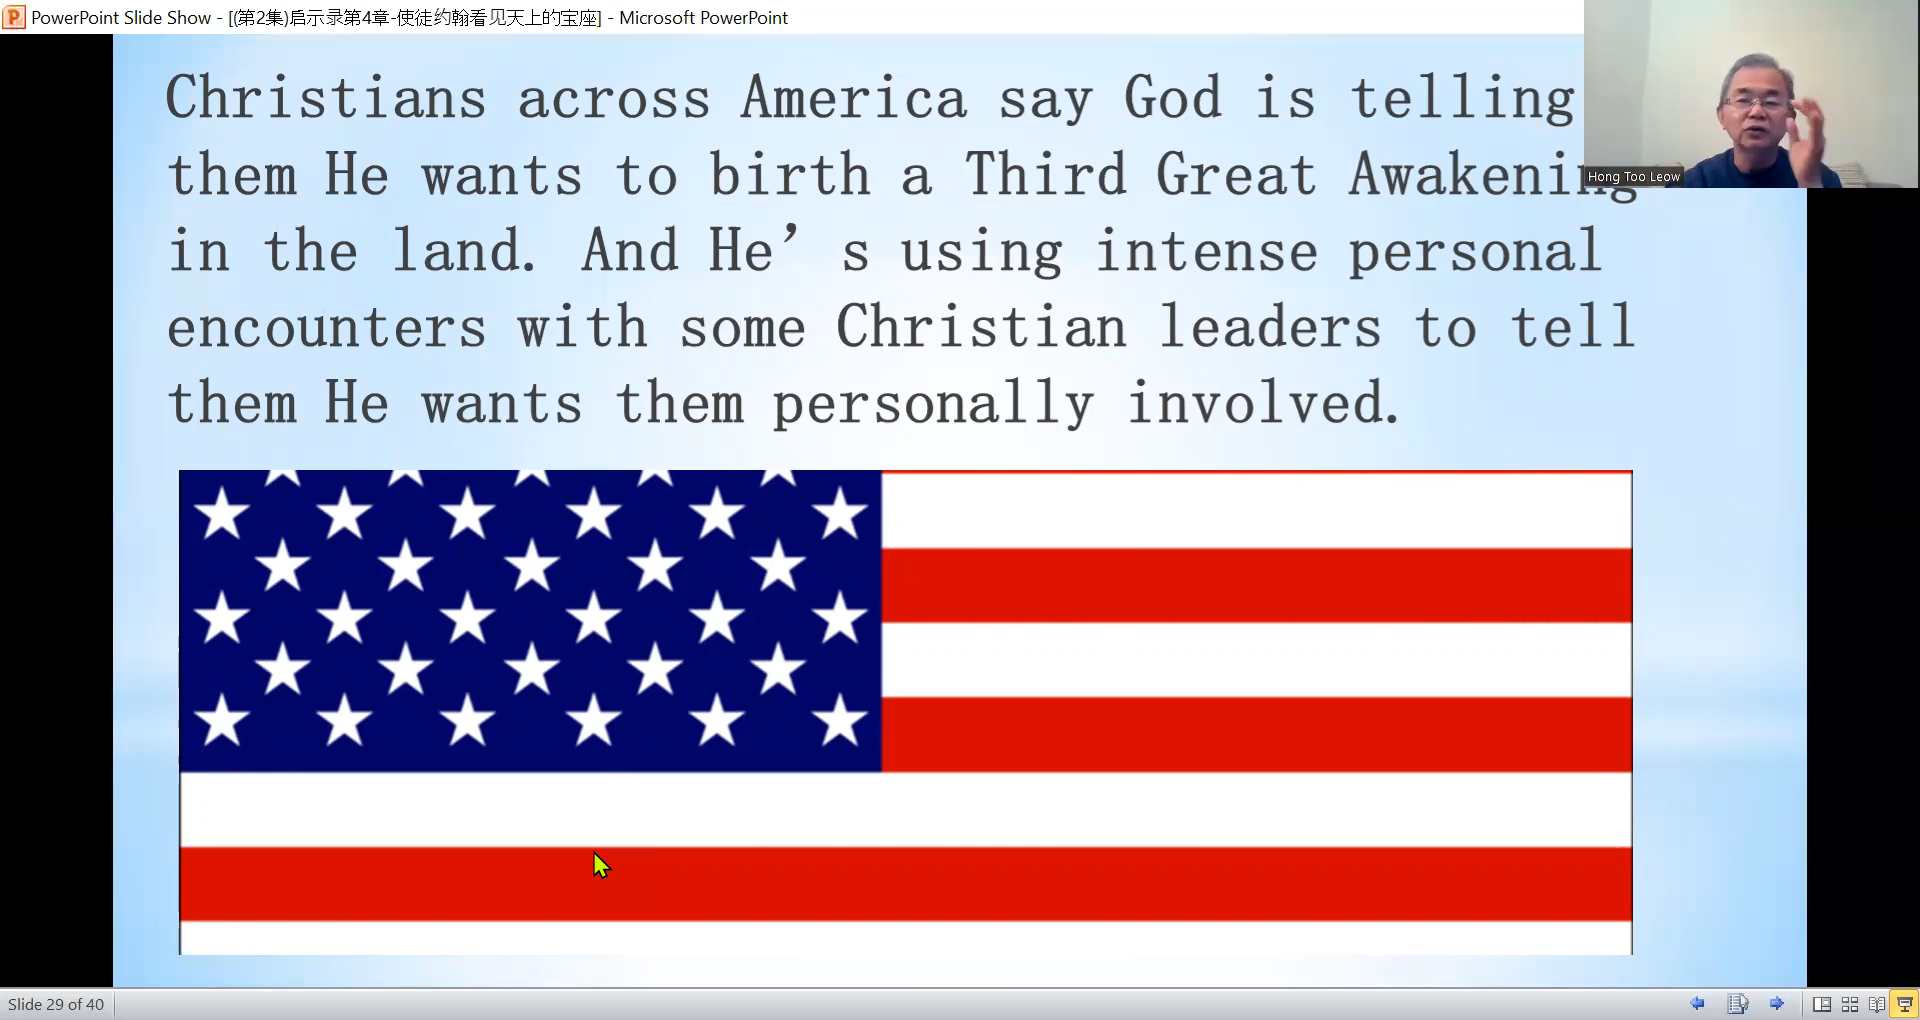 PowerPoint Slide Show - [(第2集)启示录第4章-使徒约翰看见天上的宝座] - Microsoft PowerPoint
Christians across America say God is telling
them He wants to birth a Third Great Awakening
in the land. And He’s using intense personal
encounters with some Christian leaders to tell
them He wants them personally involved.
Hong Too Leow
Slide 29 of 40